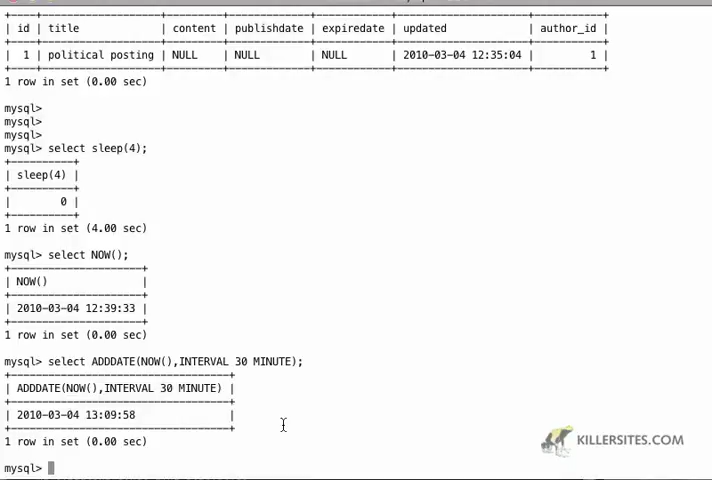 +----+-------------------+---------+-------------+------------+---------------------+-----------+
| id | title             | content | publishdate | expiredate | updated             | author_id |
+----+-------------------+---------+-------------+------------+---------------------+-----------+
|  1 | political posting | NULL    | NULL        | NULL       | 2010-03-04 12:35:04 |         1 |
+----+-------------------+---------+-------------+------------+---------------------+-----------+
1 row in set (0.00 sec)
mysql>
mysql>
mysql>
mysql> select sleep(4);
+----------+
| sleep(4) |
+----------+
|        0 |
+----------+
1 row in set (4.00 sec)
mysql> select NOW();
+---------------------+
| NOW()               |
+---------------------+
| 2010-03-04 12:39:33 |
+---------------------+
1 row in set (0.00 sec)
mysql> select ADDDATE(NOW(),INTERVAL 30 MINUTE);
+-----------------------------------+
| ADDDATE(NOW(),INTERVAL 30 MINUTE) |
+-----------------------------------+
| 2010-03-04 13:09:58               |
+-----------------------------------+
1 row in set (0.00 sec)
KILLERSITES.COM
mysql>